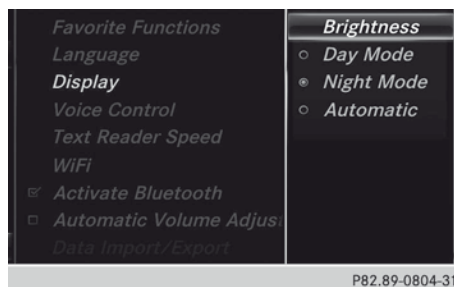 Favorite Functions
Language
Display
Voice Control
Text Reader Speed
WiFi
Activate Bluetooth
Automatic Volume Adjus
Data Import/Export
Brightness
Day Mode
Night Mode
Automatic
P82.89-0804-31